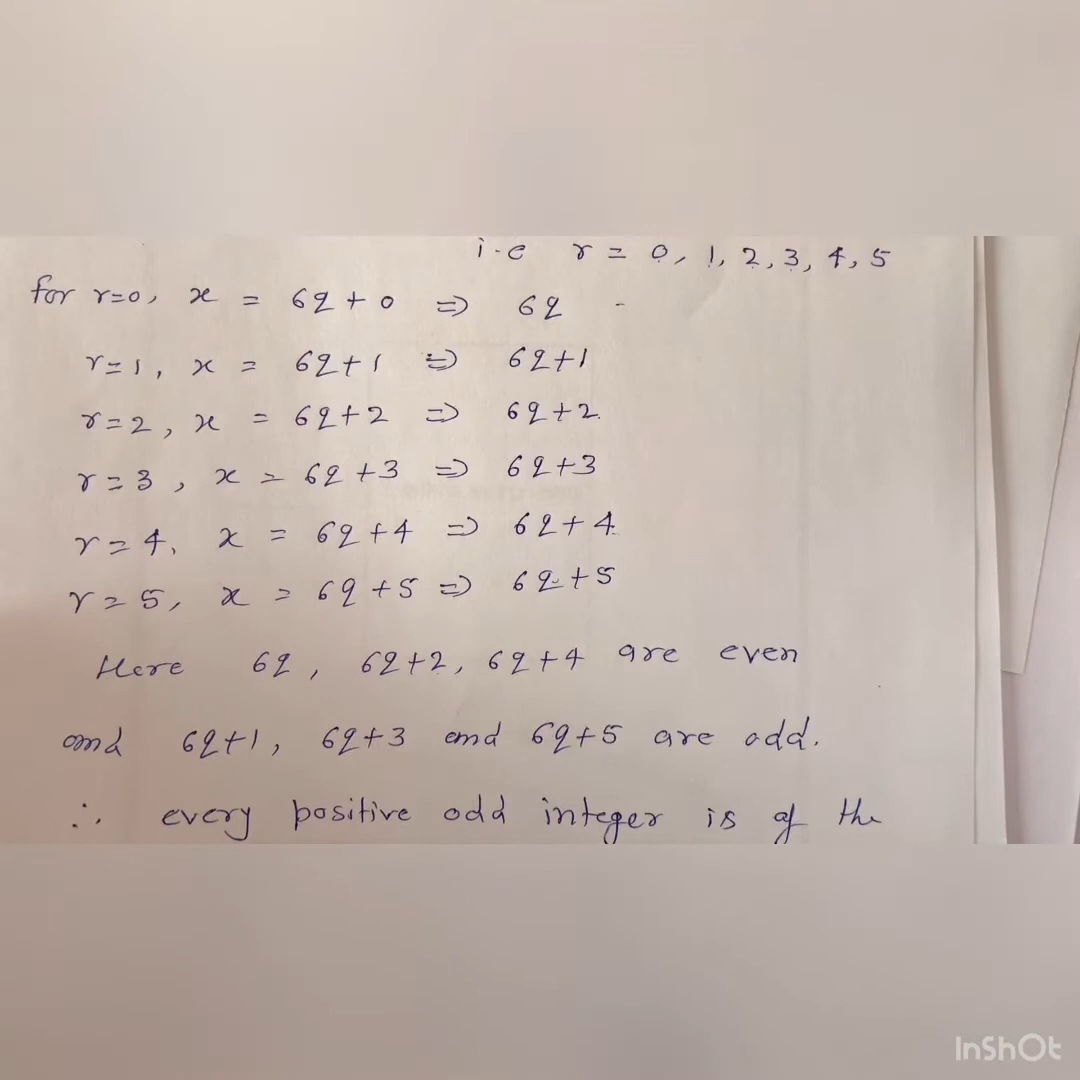 i.e r = 0, 1, 2, 3, 4, 5
for r=0, x = 6q + 0 => 6q
r=1, x = 6q+1 => 6q+1
r=2, x = 6q+2 => 6q+2.
r=3, x = 6q+3 => 6q+3
r=4, x = 6q+4 => 6q+4.
r=5, x = 6q+5 => 6q+5
Here 6q, 6q+2, 6q+4 are even
and 6q+1, 6q+3 and 6q+5 are odd.
∴ every positive odd integer is of the
InShOt